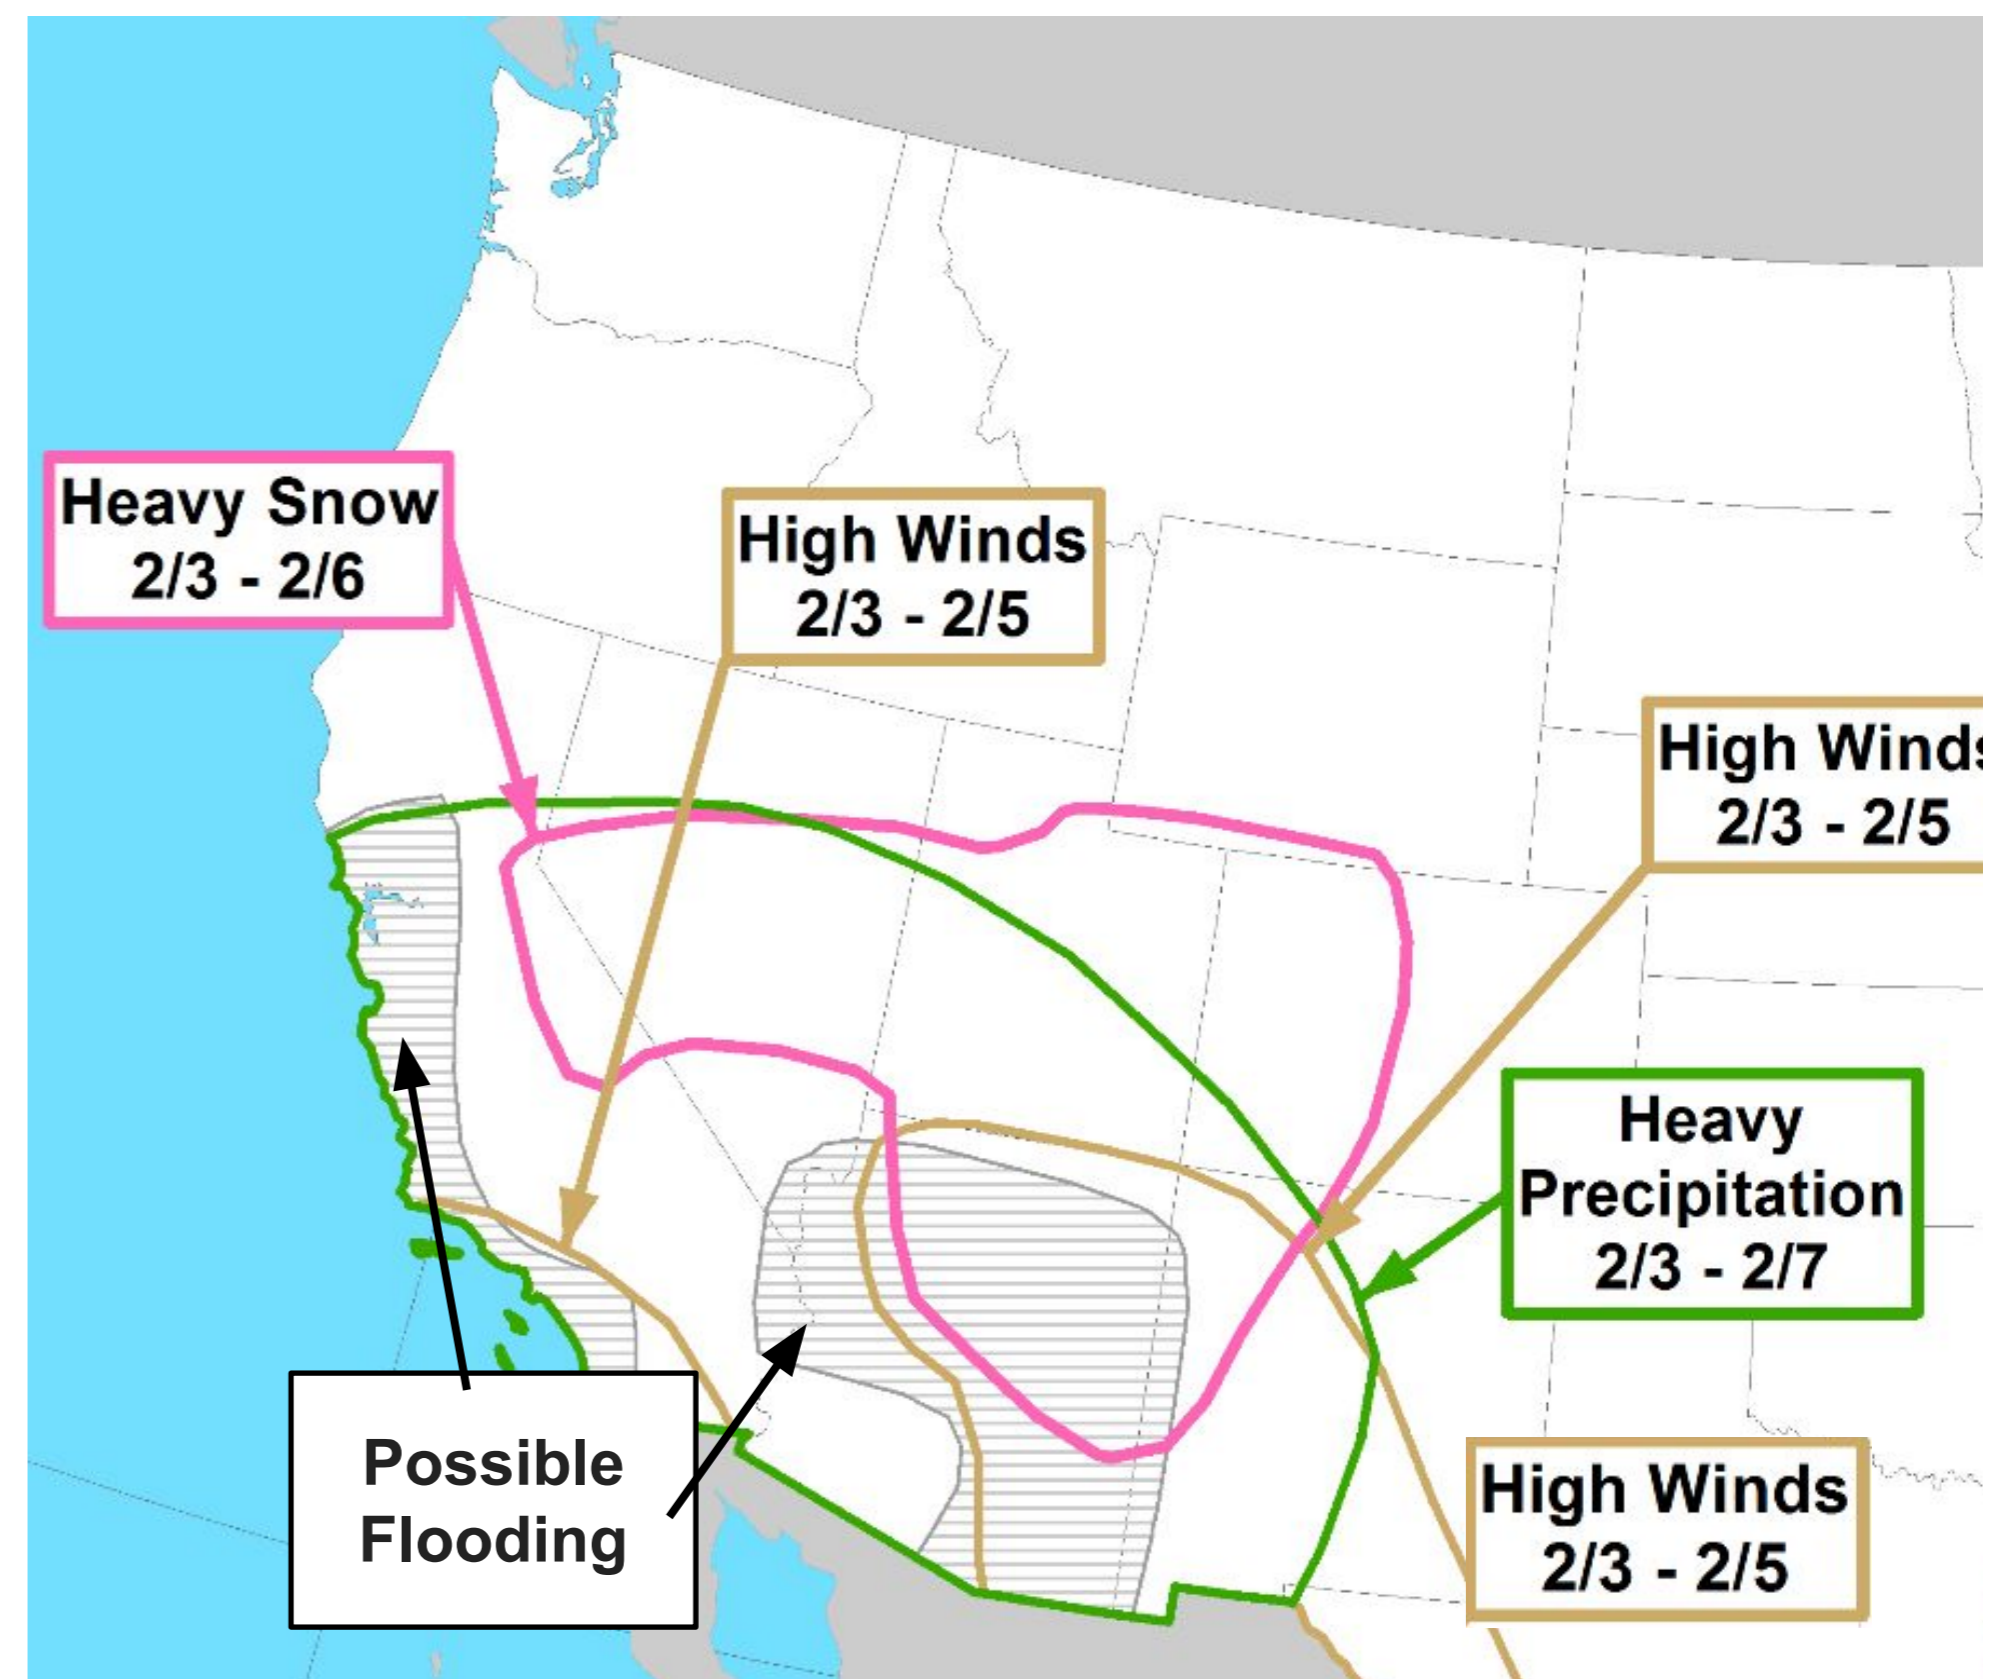 Heavy Snow
2/3 - 2/6
High Winds
2/3 - 2/5
High Winds
2/3 - 2/5
Heavy
Precipitation
2/3 - 2/7
Possible
Flooding
High Winds
2/3 - 2/5